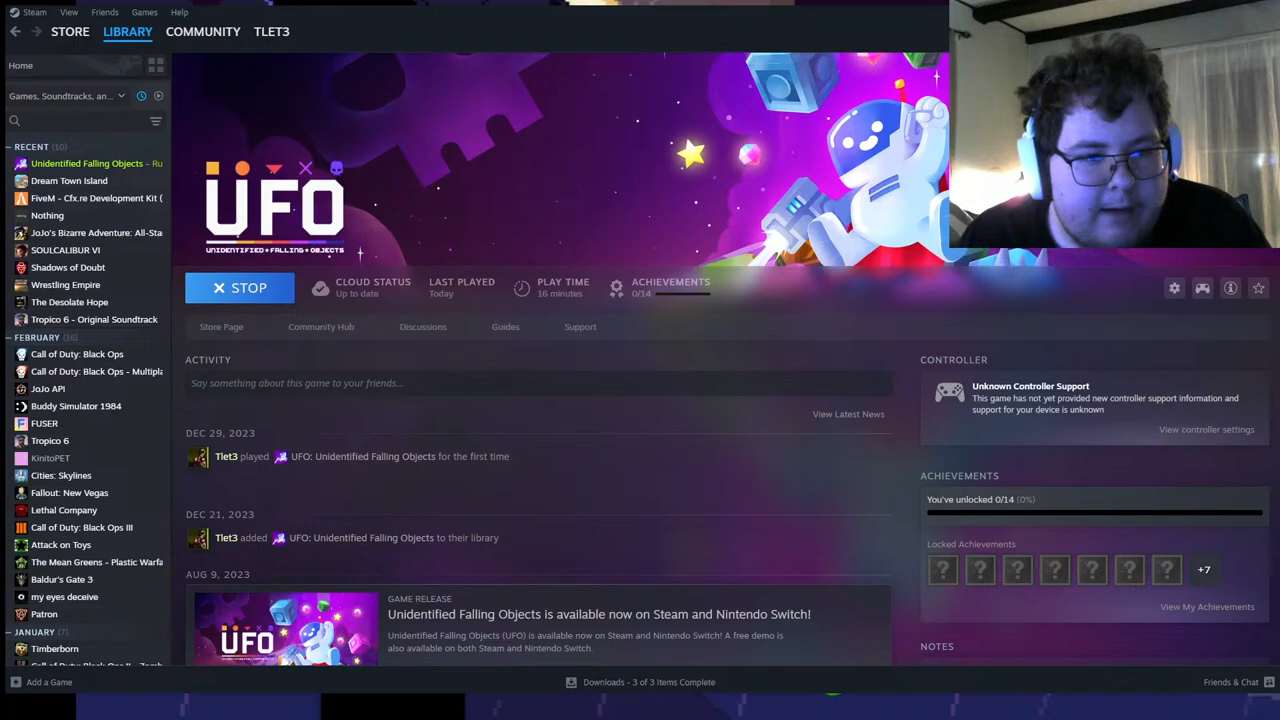 Steam View Friends Games Help
STORE LIBRARY COMMUNITY TLET3
Home
Games, Soundtracks, an...
RECENT (10)
Unidentified Falling Objects - Ru
Dream Town Island
FiveM - Cfx.re Development Kit (
Nothing
JoJo's Bizarre Adventure: All-Sta
SOULCALIBUR VI
Shadows of Doubt
Wrestling Empire
The Desolate Hope
Tropico 6 - Original Soundtrack
FEBRUARY (16)
Call of Duty: Black Ops
Call of Duty: Black Ops - Multipla
JoJo API
Buddy Simulator 1984
FUSER
Tropico 6
KinitoPET
Cities: Skylines
Fallout: New Vegas
Lethal Company
Call of Duty: Black Ops III
Attack on Toys
The Mean Greens - Plastic Warfa
Baldur's Gate 3
my eyes deceive
Patron
JANUARY (7)
Timberborn
UFO
UNIDENTIFIED FALLING OBJECTS
STOP
CLOUD STATUS
Up to date
LAST PLAYED
Today
PLAY TIME
16 minutes
ACHIEVEMENTS
0/14
Store Page Community Hub Discussions Guides Support
ACTIVITY
Say something about this game to your friends...
View Latest News
DEC 29, 2023
Tlet3 played UFO: Unidentified Falling Objects for the first time
DEC 21, 2023
Tlet3 added UFO: Unidentified Falling Objects to their library
AUG 9, 2023
UFO
GAME RELEASE
Unidentified Falling Objects is available now on Steam and Nintendo Switch!
Unidentified Falling Objects (UFO) is available now on Steam and Nintendo Switch! A free demo is
also available on both Steam and Nintendo Switch.
CONTROLLER
Unknown Controller Support
This game has not yet provided new controller support information and
support for your device is unknown
View controller settings
ACHIEVEMENTS
You've unlocked 0/14 (0%)
Locked Achievements
+7
View My Achievements
NOTES
Add a Game
Downloads - 3 of 3 Items Complete
Friends & Chat